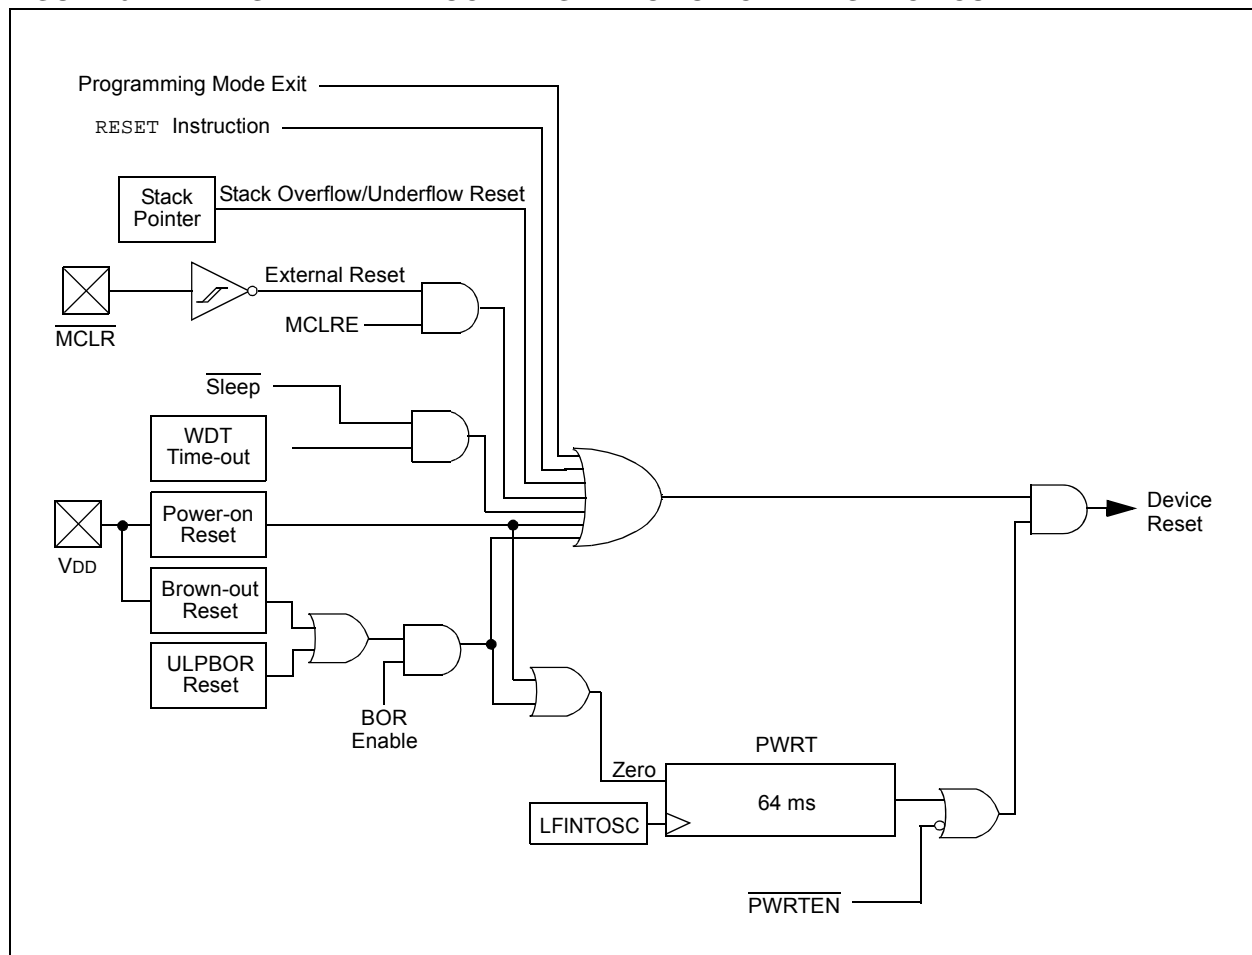 Programming Mode Exit
RESET Instruction
Stack
Pointer
Stack Overflow/Underflow Reset
External Reset
MCLR
MCLRE
Sleep
WDT
Time-out
Power-on
Reset
VDD
Brown-out
Reset
ULPBOR
Reset
BOR
Enable
Device
Reset
PWRT
Zero
64 ms
LFINTOSC
PWRTEN